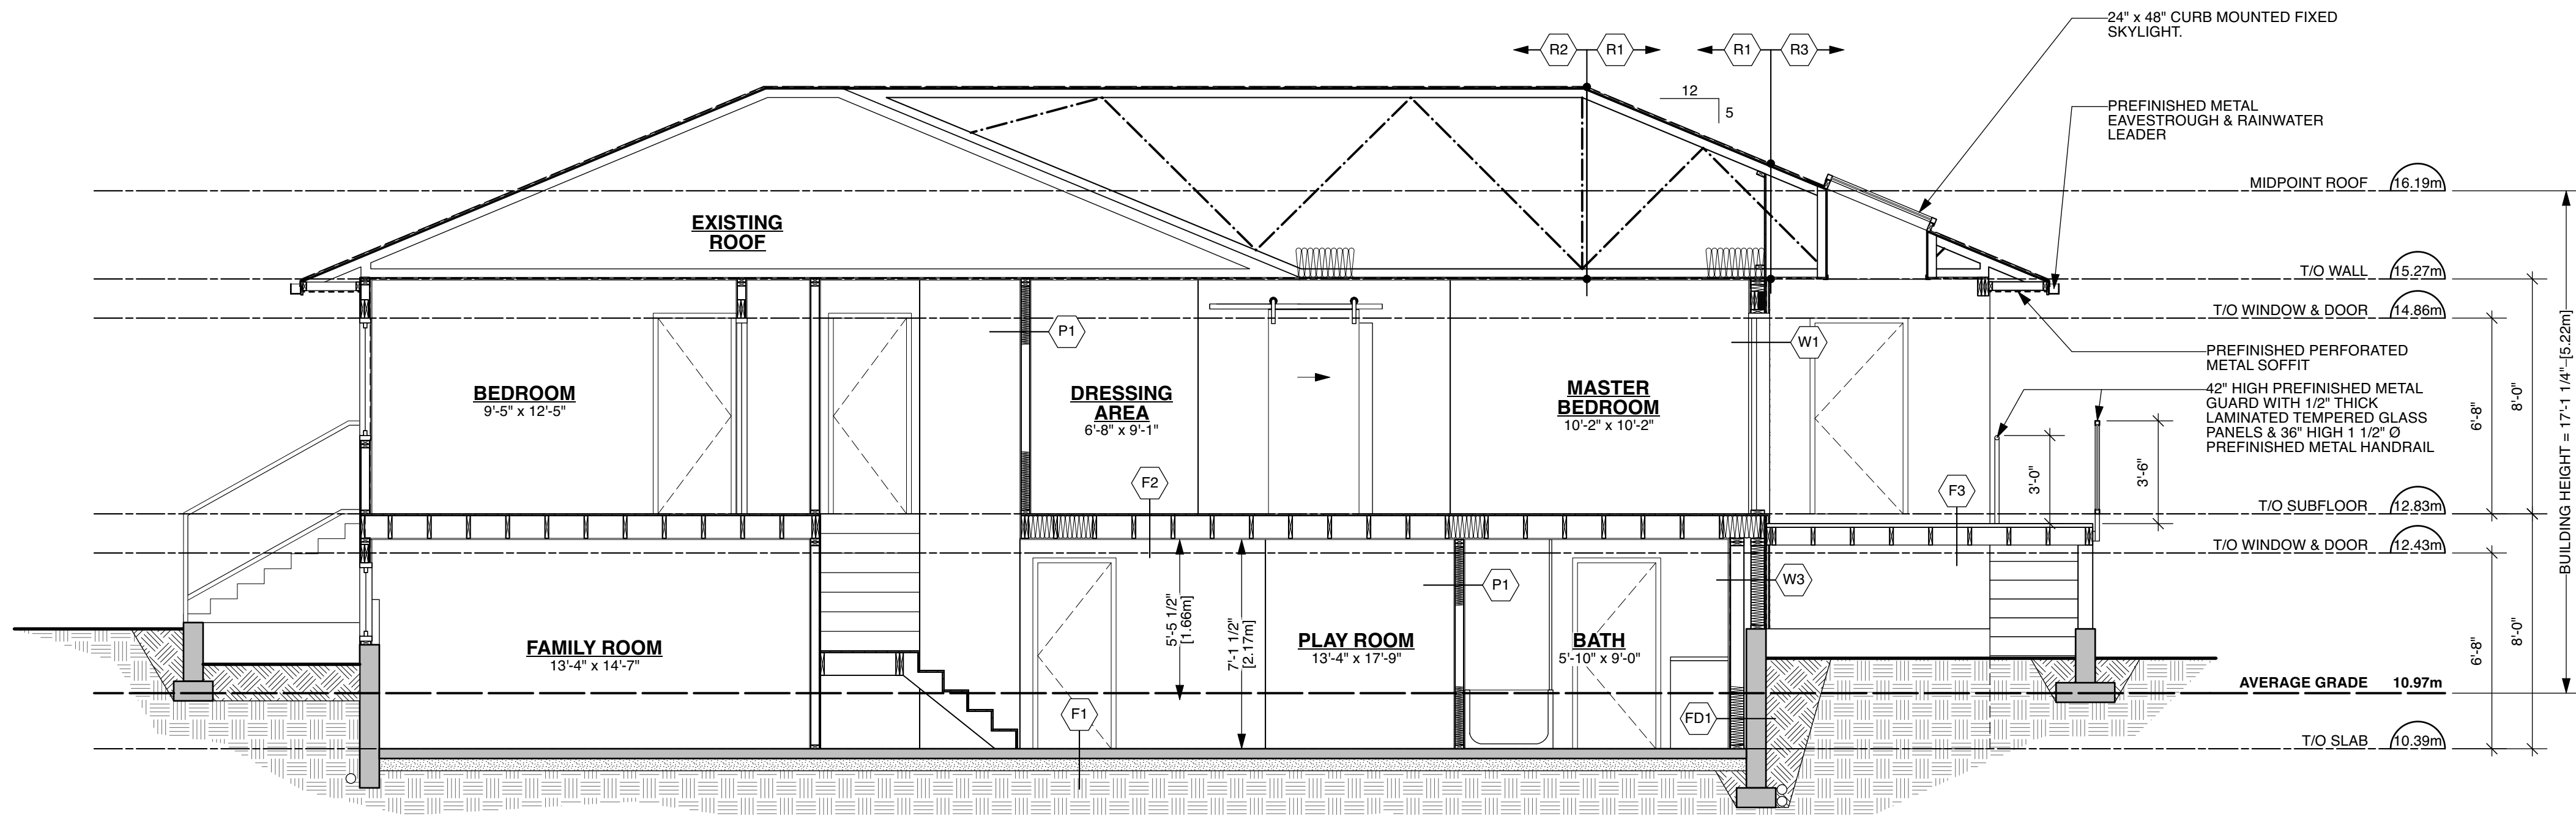 24" x 48" CURB MOUNTED FIXED
SKYLIGHT.
R2
R1
R1
R3
12
5
PREFINISHED METAL
EAVESTROUGH & RAINWATER
LEADER
MIDPOINT ROOF 16.19m
EXISTING
ROOF
T/O WALL 15.27m
T/O WINDOW & DOOR 14.86m
P1
W1
PREFINISHED PERFORATED
METAL SOFFIT
BEDROOM
9'-5" x 12'-5"
DRESSING
AREA
6'-8" x 9'-1"
MASTER
BEDROOM
10'-2" x 10'-2"
42" HIGH PREFINISHED METAL
GUARD WITH 1/2" THICK
LAMINATED TEMPERED GLASS
PANELS & 36" HIGH 1 1/2" Ø
PREFINISHED METAL HANDRAIL
6'-8"
8'-0"
BUILDING HEIGHT = 17'-1 1/4" [5.22m]
3'-0"
3'-6"
F2
F3
T/O SUBFLOOR 12.83m
T/O WINDOW & DOOR 12.43m
P1
W3
5'-5 1/2"
[1.66m]
7'-1 1/2"
[2.17m]
FAMILY ROOM
13'-4" x 14'-7"
PLAY ROOM
13'-4" x 17'-9"
BATH
5'-10" x 9'-0"
6'-8"
8'-0"
AVERAGE GRADE 10.97m
F1
FD1
T/O SLAB 10.39m